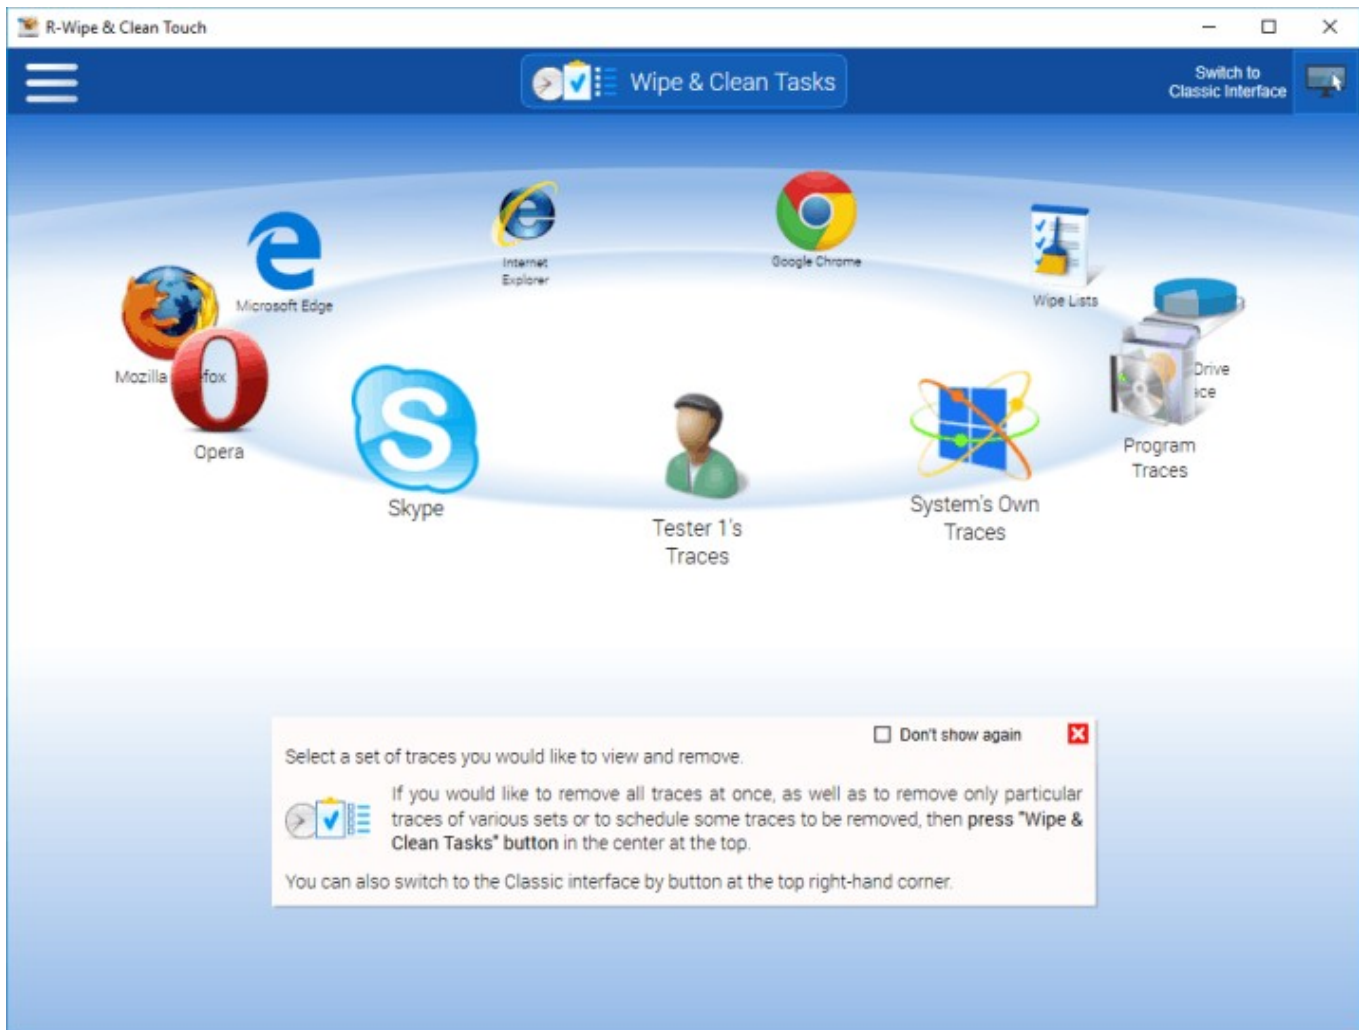 R-Wipe & Clean Touch
Wipe & Clean Tasks
Switch to
Classic Interface
Internet
Explorer
Google Chrome
Microsoft Edge
Wipe Lists
Mozilla
fox
Drive
Opera
Program
Traces
Skype
System's Own
Traces
Tester 1's
Traces
Don't show again
Select a set of traces you would like to view and remove.
If you would like to remove all traces at once, as well as to remove only particular
traces of various sets or to schedule some traces to be removed, then press "Wipe &
Clean Tasks" button in the center at the top.
You can also switch to the Classic interface by button at the top right-hand corner.